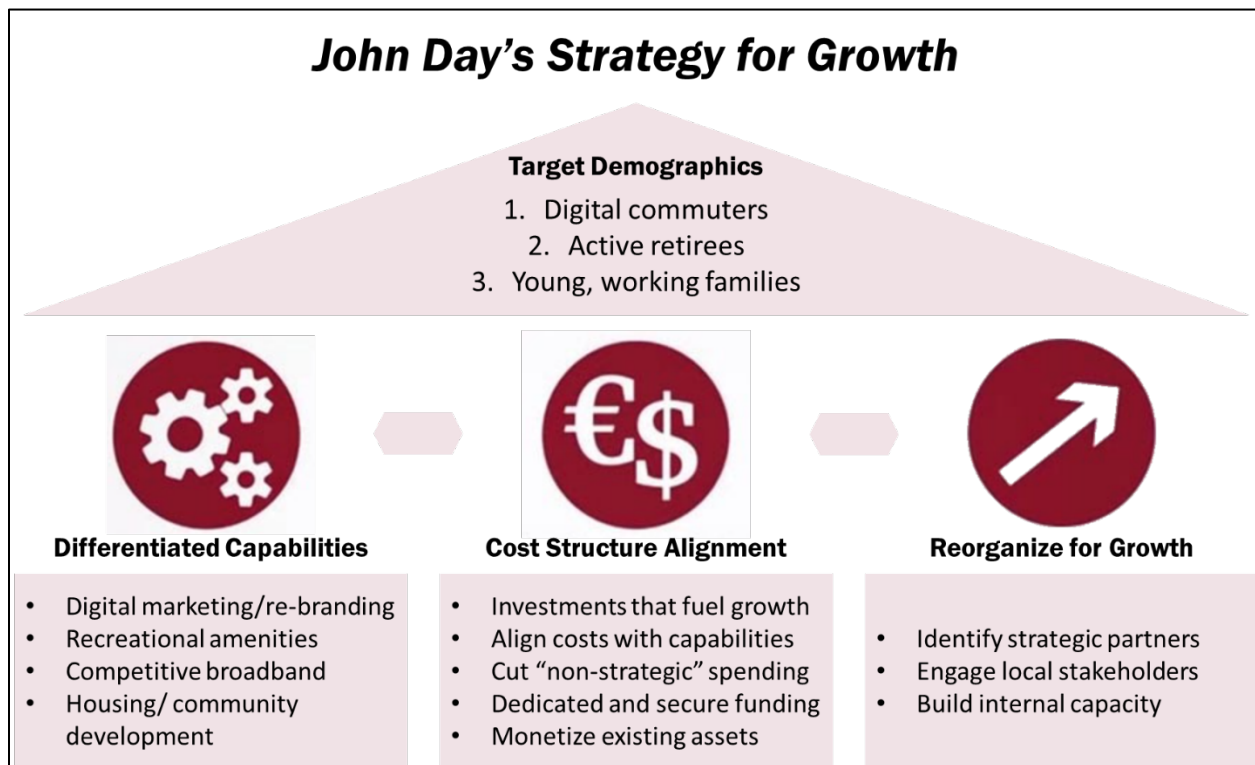 John Day's Strategy for Growth
Target Demographics
1. Digital commuters
2. Active retirees
3. Young, working families
€$
Differentiated Capabilities
• Digital marketing/re-branding
• Recreational amenities
• Competitive broadband
• Housing/ community
development
Cost Structure Alignment
• Investments that fuel growth
• Align costs with capabilities
• Cut “non-strategic” spending
• Dedicated and secure funding
• Monetize existing assets
Reorganize for Growth
• Identify strategic partners
• Engage local stakeholders
• Build internal capacity